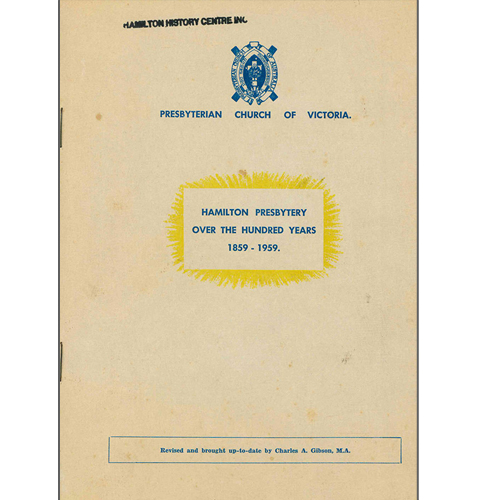 HAMILTON HISTORY CENTRE INC
PRESBYTERIAN CHURCH OF VICTORIA.
HAMILTON PRESBYTERY
OVER THE HUNDRED YEARS
1859 - 1959.
Revised and brought up-to-date by Charles A. Gibson, M.A.